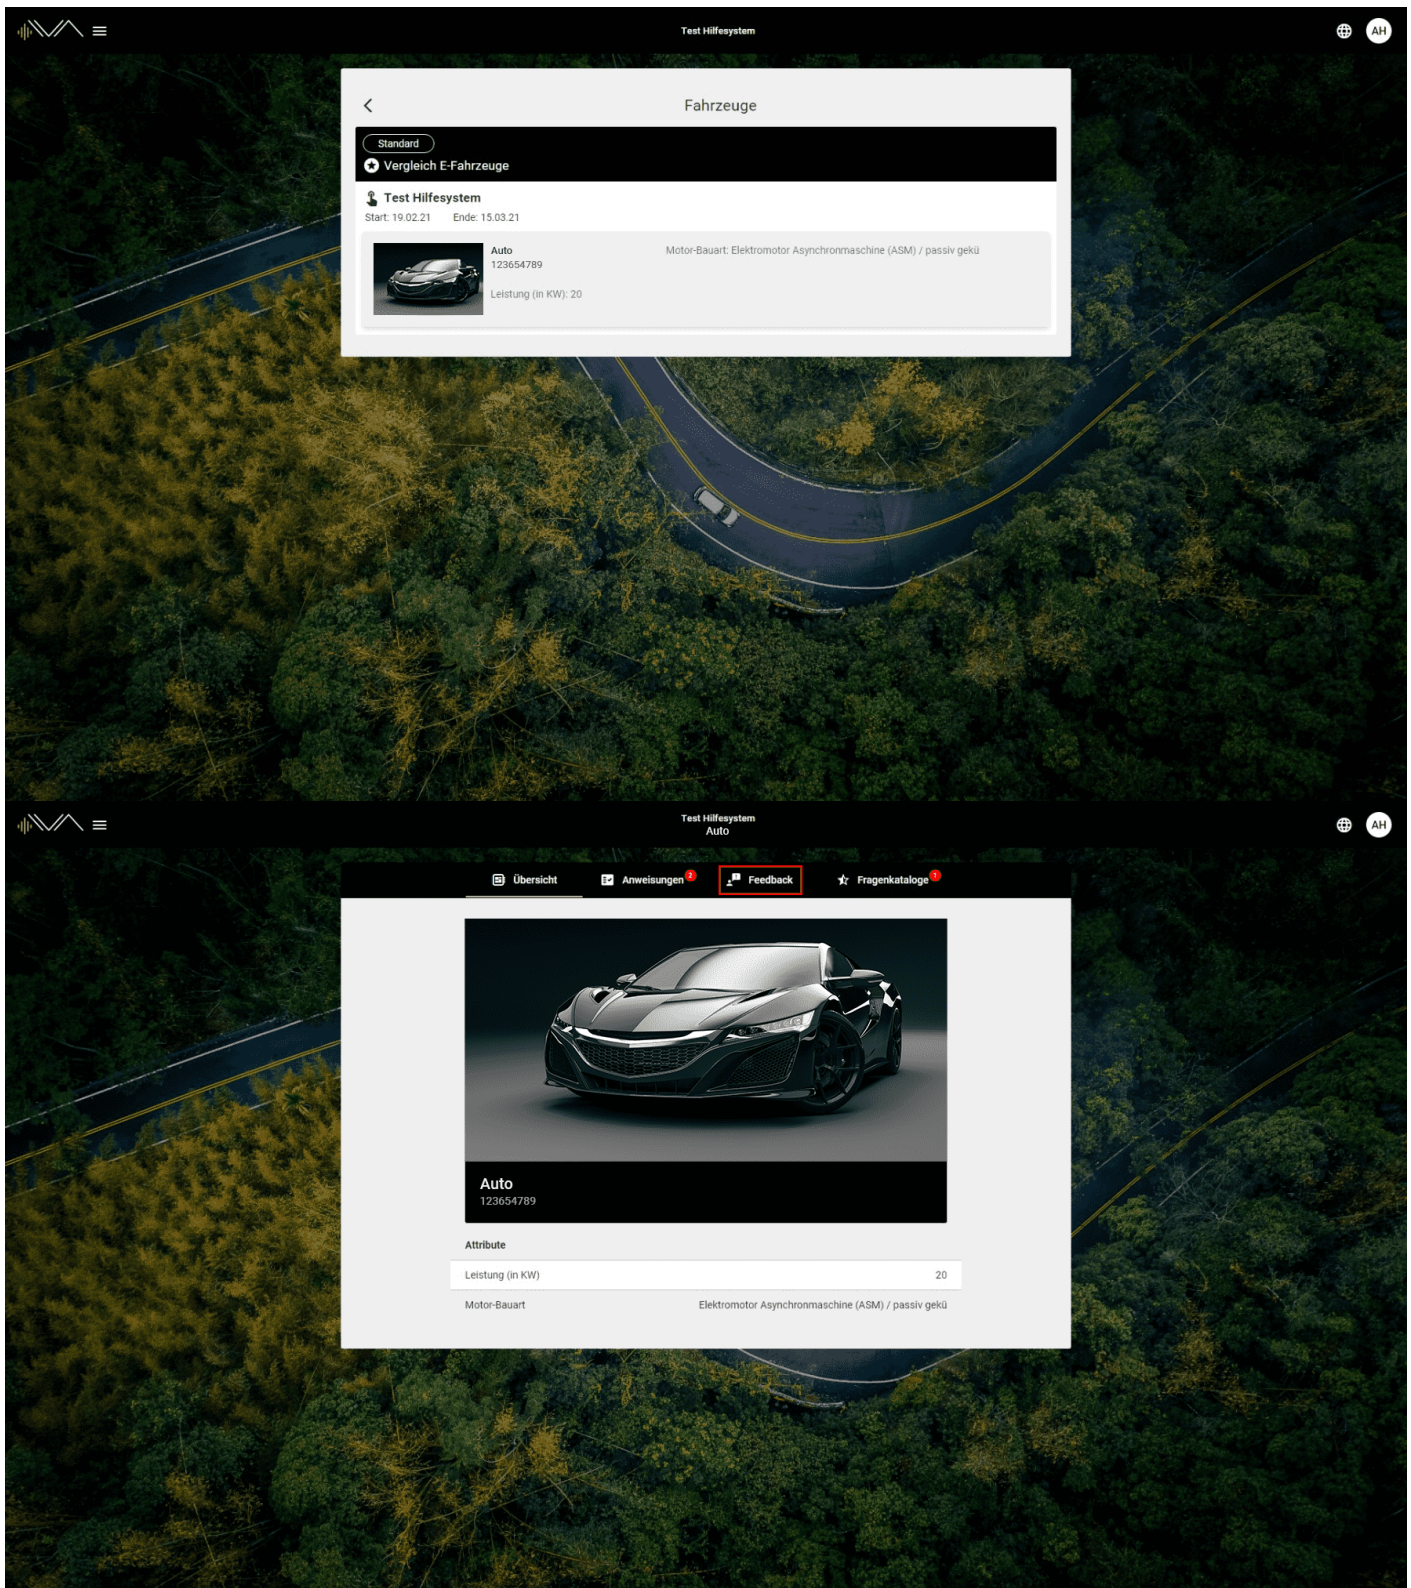 Test Hilfesystem
AH
Fahrzeuge
Standard
Vergleich E-Fahrzeuge
Test Hilfesystem
Start: 19.02.21 Ende: 15.03.21
Auto
123654789
Motor-Bauart: Elektromotor Asynchronmaschine (ASM) / passiv gekü
Leistung (in KW): 20
Test Hilfesystem
Auto
AH
Übersicht Anweisungen 2 Feedback Fragenkataloge 1
Auto
123654789
Attribute
Leistung (in KW) 20
Motor-Bauart Elektromotor Asynchronmaschine (ASM) / passiv gekü